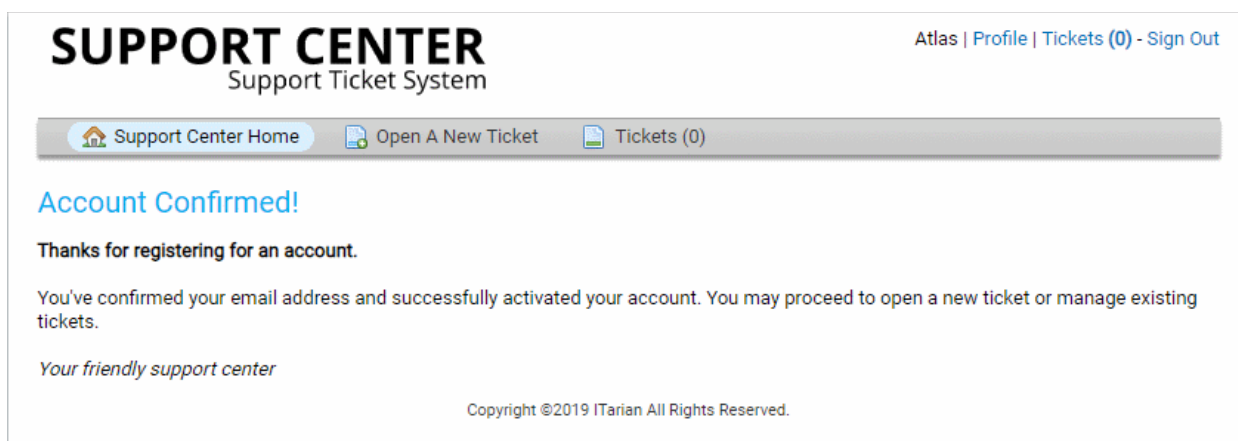 SUPPORT CENTER
Support Ticket System
Atlas | Profile | Tickets (0) - Sign Out
Support Center Home
Open A New Ticket
Tickets (0)
Account Confirmed!
Thanks for registering for an account.
You've confirmed your email address and successfully activated your account. You may proceed to open a new ticket or manage existing
tickets.
Your friendly support center
Copyright ©2019 ITarian All Rights Reserved.